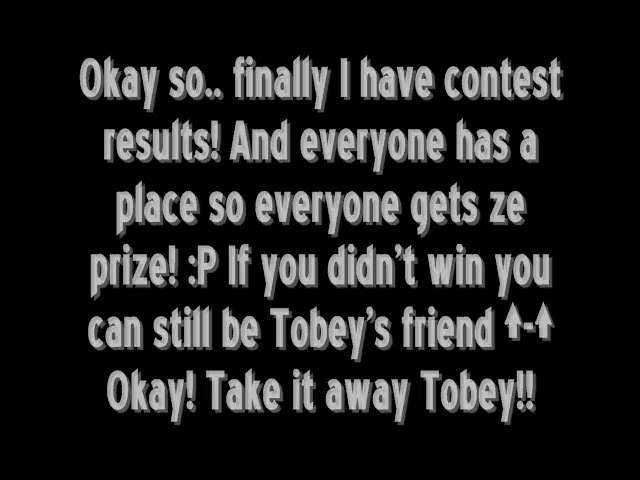 Okay so.. finally I have contest
results! And everyone has a
place so everyone gets ze
prize! :P If you didn't win you
can still be Tobey's friend ↑-↑
Okay! Take it away Tobey!!